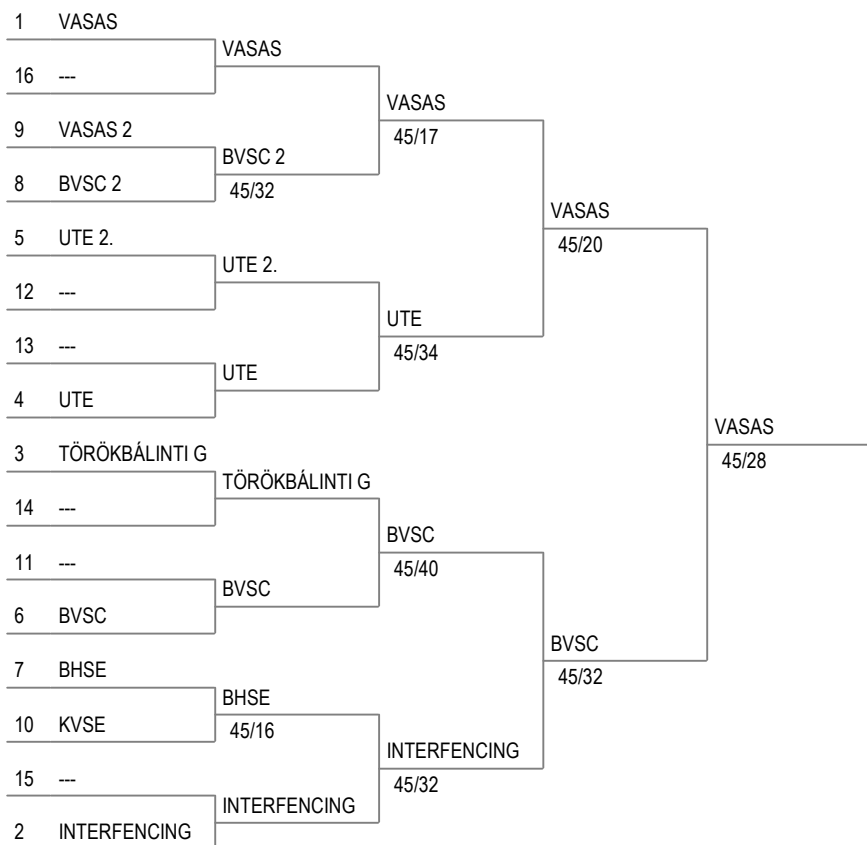 1 VASAS
VASAS
16 ---
VASAS
45/17
9 VASAS 2
BVSC 2
45/32
8 BVSC 2
VASAS
45/20
5 UTE 2.
UTE 2.
12 ---
UTE
45/34
13 ---
UTE
4 UTE
VASAS
45/28
3 TÖRÖKBÁLINTI G
TÖRÖKBÁLINTI G
14 ---
BVSC
45/40
11 ---
BVSC
6 BVSC
BVSC
45/32
7 BHSE
BHSE
45/16
10 KVSE
INTERFENCING
45/32
15 ---
INTERFENCING
2 INTERFENCING